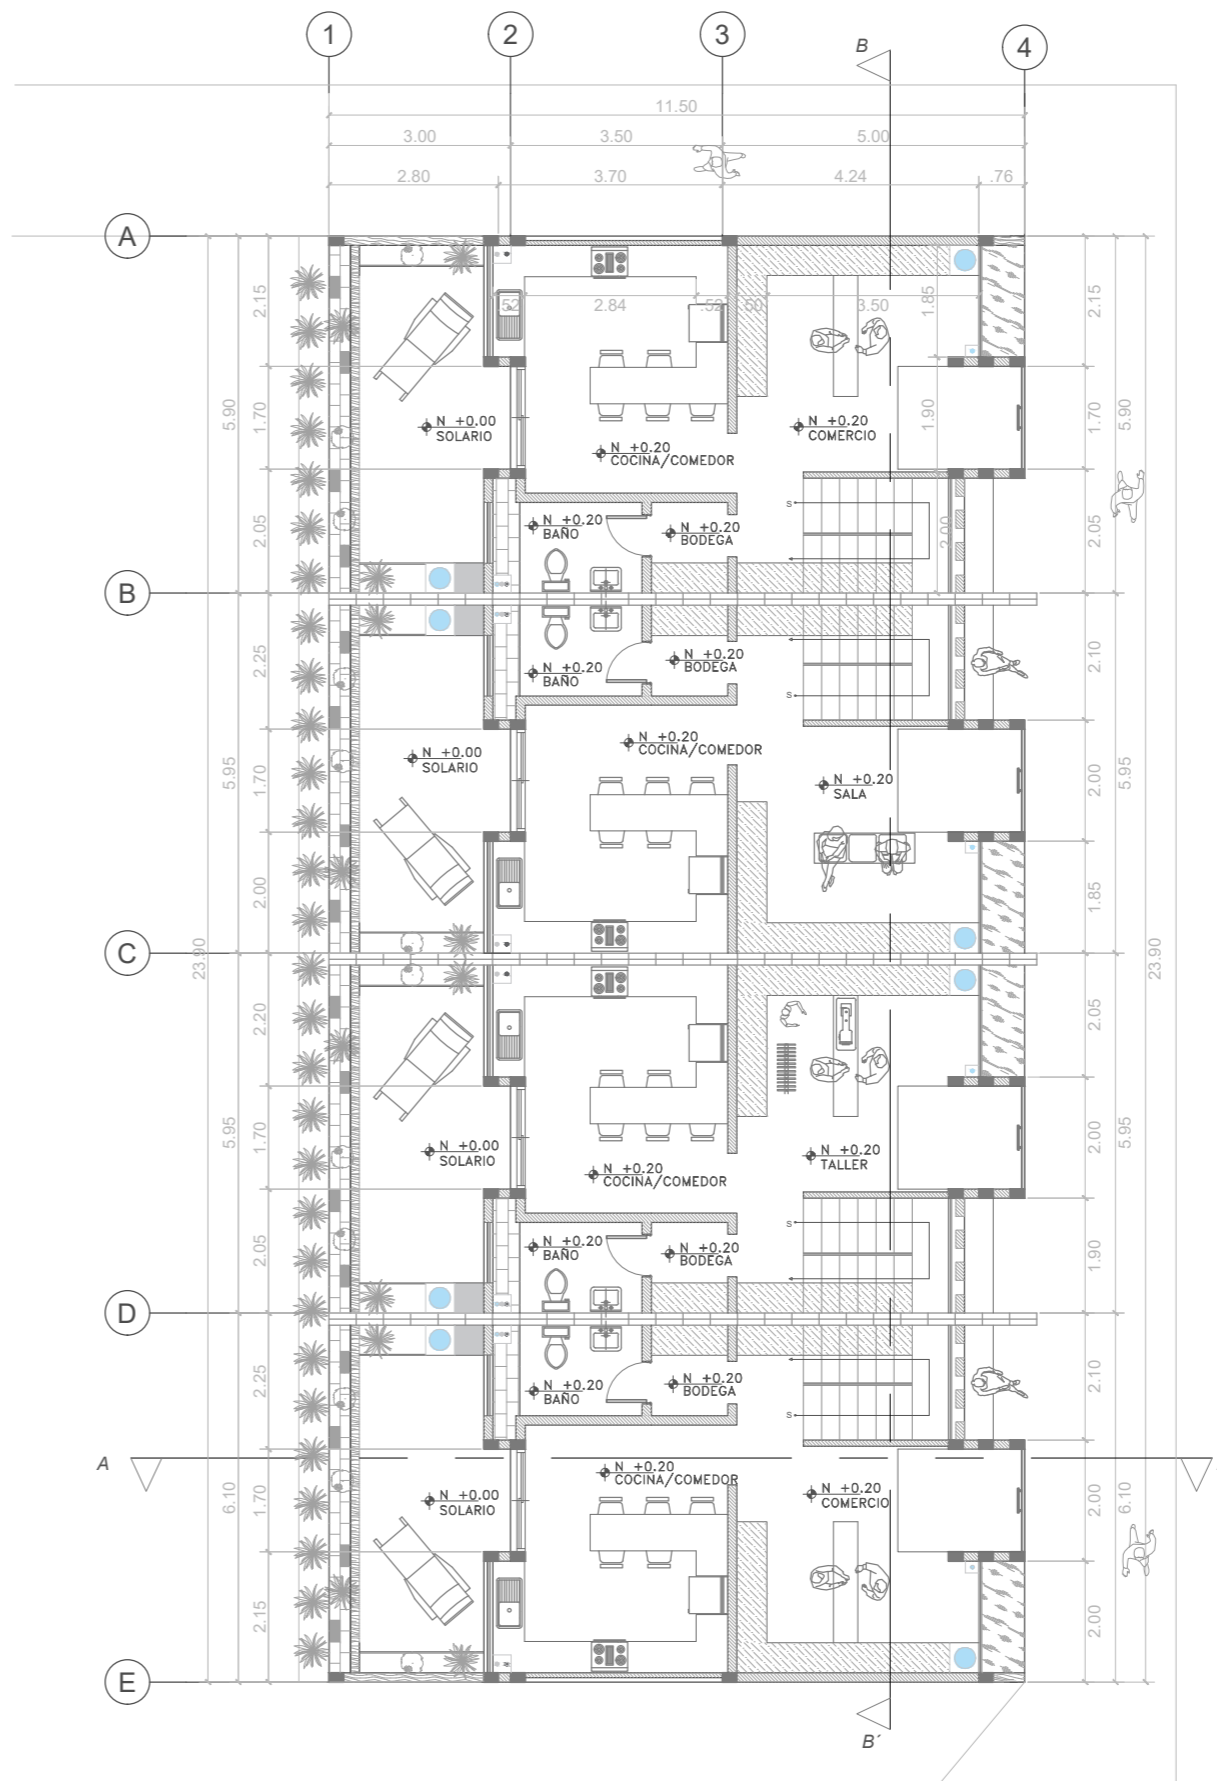 1 2 3 B 4
11.50
3.00 3.50 5.00
2.80 3.70 4.24 .76
A
2.15 1.85 2.15
.52 2.84 .52 .50 3.50
5.90 1.70 1.90 1.70 5.90
N +0.00
SOLARIO
N +0.20
COCINA/COMEDOR
N +0.20
COMERCIO
2.05 2.00 2.05
N +0.20
BAÑO
N +0.20
BODEGA
S
B
2.25 2.10
N +0.20
BAÑO
N +0.20
BODEGA
S
N +0.00
SOLARIO
N +0.20
COCINA/COMEDOR
N +0.20
SALA
5.95 1.70 2.00 5.95
2.00 1.85
C
23.90 23.90
2.20 2.05
5.95 1.70 2.00 5.95
N +0.00
SOLARIO
N +0.20
COCINA/COMEDOR
N +0.20
TALLER
2.05 1.90
N +0.20
BAÑO
N +0.20
BODEGA
S
D
2.25 2.10
N +0.20
BAÑO
N +0.20
BODEGA
S
A
N +0.00
SOLARIO
N +0.20
COCINA/COMEDOR
N +0.20
COMERCIO
6.10 1.70 2.00 6.10
2.15 2.00
E
B´